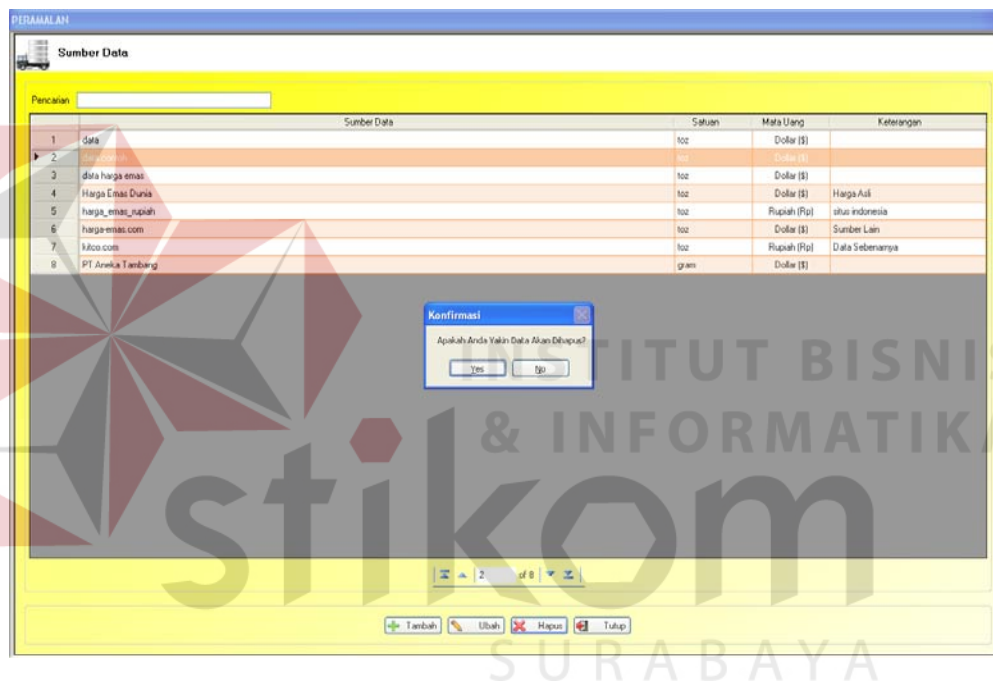 PERAMALAN
Sumber Data
Pencarian
Sumber Data Satuan Mata Uang Keterangan
1 data toz Dollar ($)
2 data contoh toz Dollar ($)
3 data harga emas toz Dollar ($)
4 Harga Emas Dunia toz Dollar ($) Harga Asli
5 harga_emas_rupiah toz Rupiah (Rp) situs indonesia
6 harga-emas.com toz Dollar ($) Sumber Lain
7 kitco.com toz Rupiah (Rp) Data Sebenarnya
8 PT Aneka Tambang gram Dollar ($)
Konfirmasi
Apakah Anda Yakin Data Akan Dihapus?
Yes No
INSTITUT BISNIS
& INFORMATIKA
stikom
2 of 8
Tambah Ubah Hapus Tutup
SURABAYA